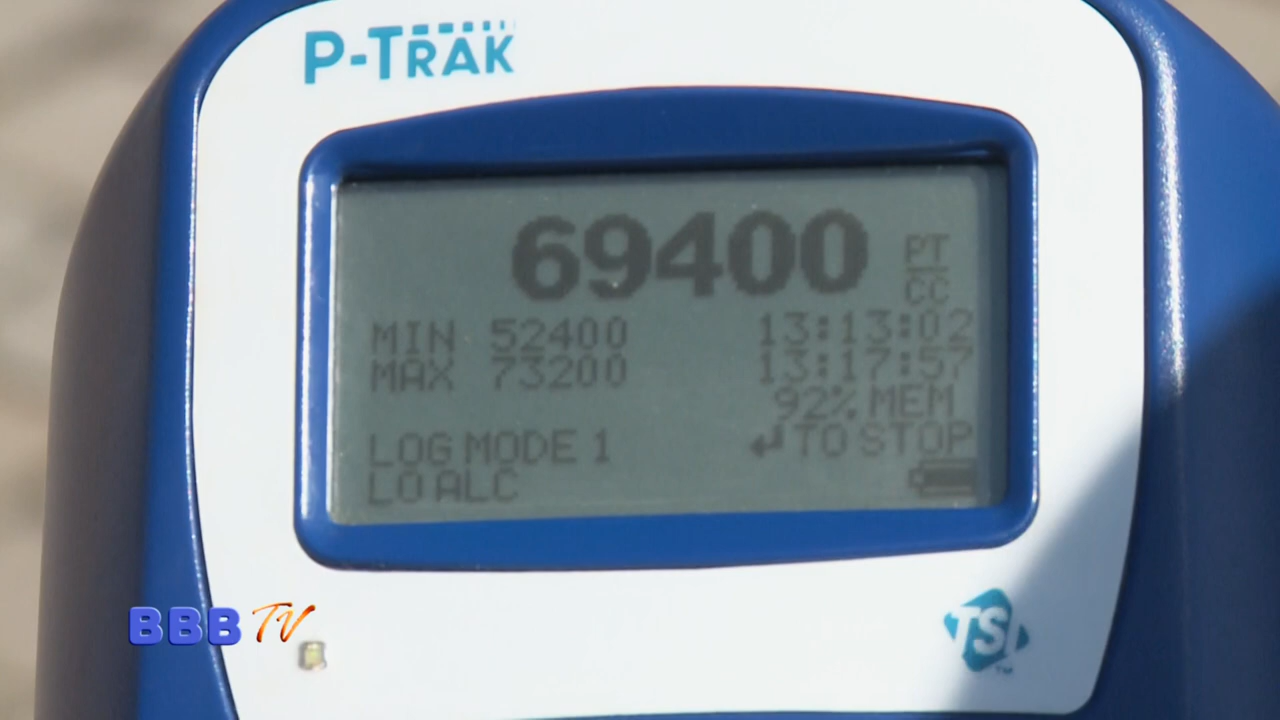 P-TRAK
69400 PT/CC
MIN 52400 13:13:02
MAX 73200 13:17:57
92% MEM
LOG MODE 1 ↵ TO STOP
LO ALC
BBB TV
TSI™